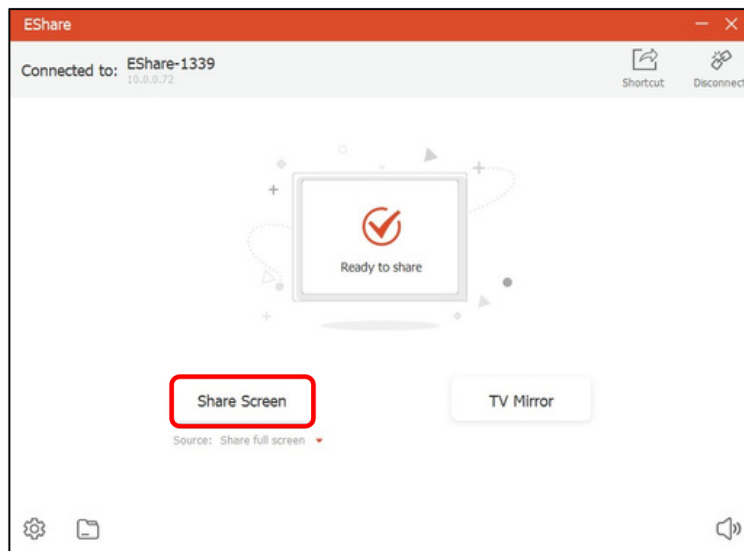 EShare
Connected to: EShare-1339
10.0.0.72
Shortcut
Disconnect
Ready to share
Share Screen
TV Mirror
Source: Share full screen